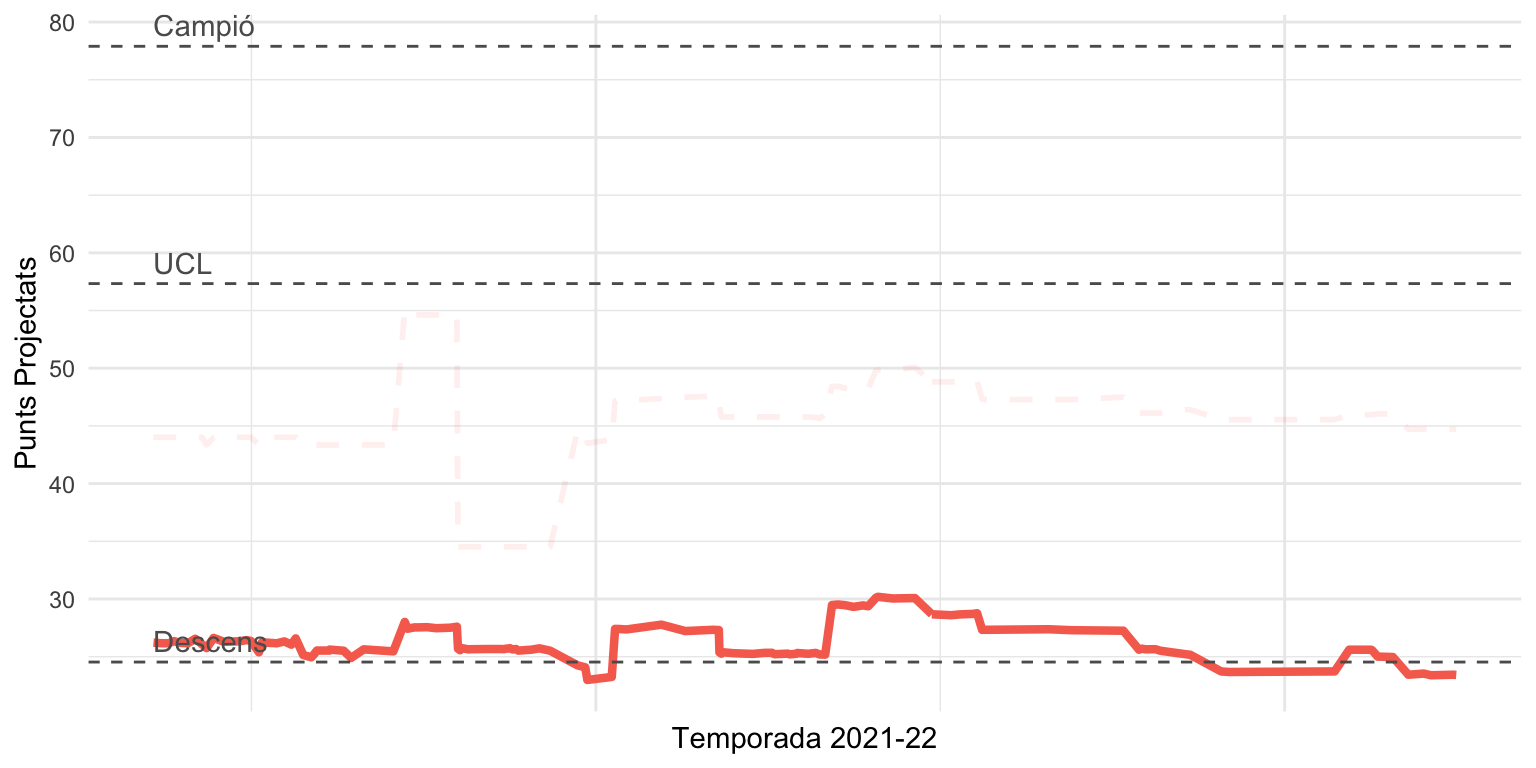 80
Campió
70
60
UCL
50
40
30
Descens
Punts Projectats
Temporada 2021-22